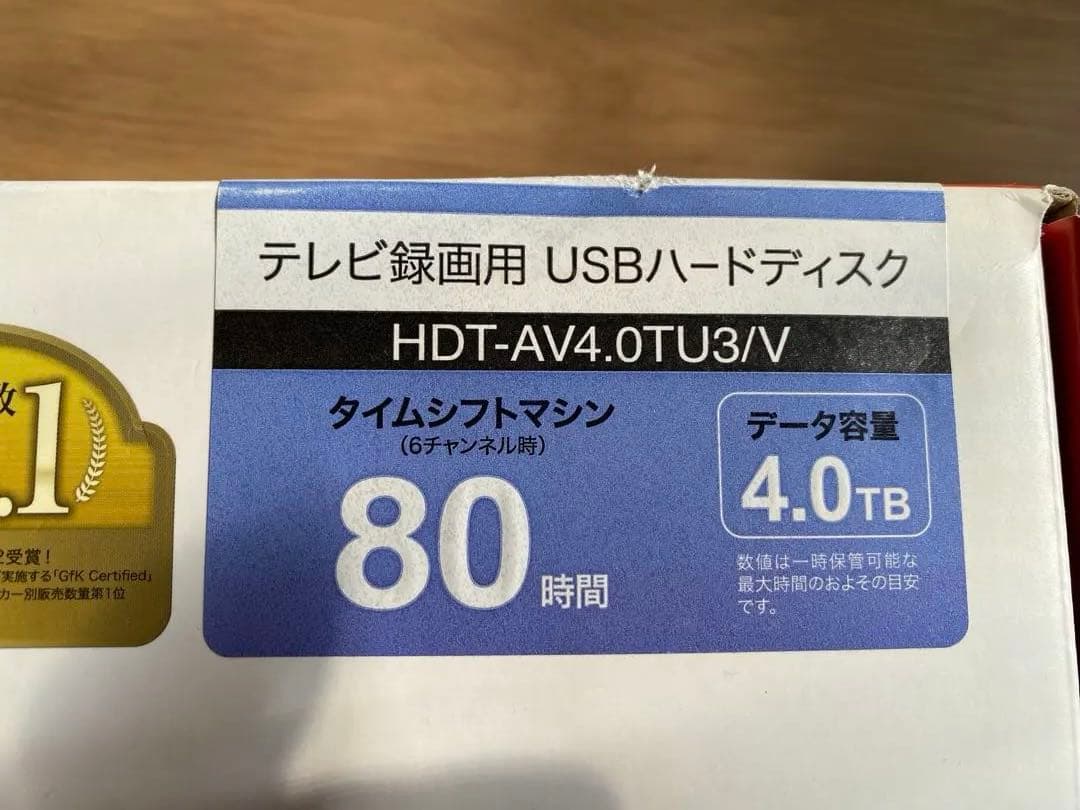 テレビ録画用 USBハードディスク
HDT-AV4.0TU3/V
タイムシフトマシン
(6チャンネル時)
80時間
データ容量
4.0TB
数値は一時保管可能な
最大時間のおよその目安
です。
.1
受賞!
実施する「GfK Certified」
カー別販売数量第1位